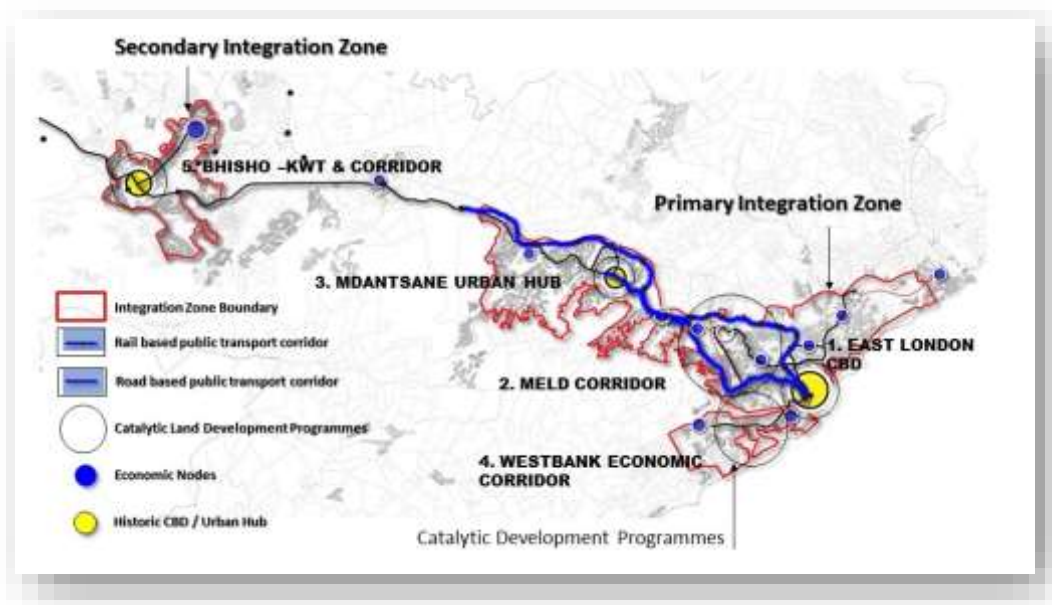 Secondary Integration Zone
5. BHISHO –KWT & CORRIDOR
Primary Integration Zone
3. MDANTSANE URBAN HUB
1. EAST LONDON
CBD
2. MELD CORRIDOR
4. WESTBANK ECONOMIC
CORRIDOR
Catalytic Development Programmes
Integration Zone Boundary
Rail based public transport corridor
Road based public transport corridor
Catalytic Land Development Programmes
Economic Nodes
Historic CBD / Urban Hub